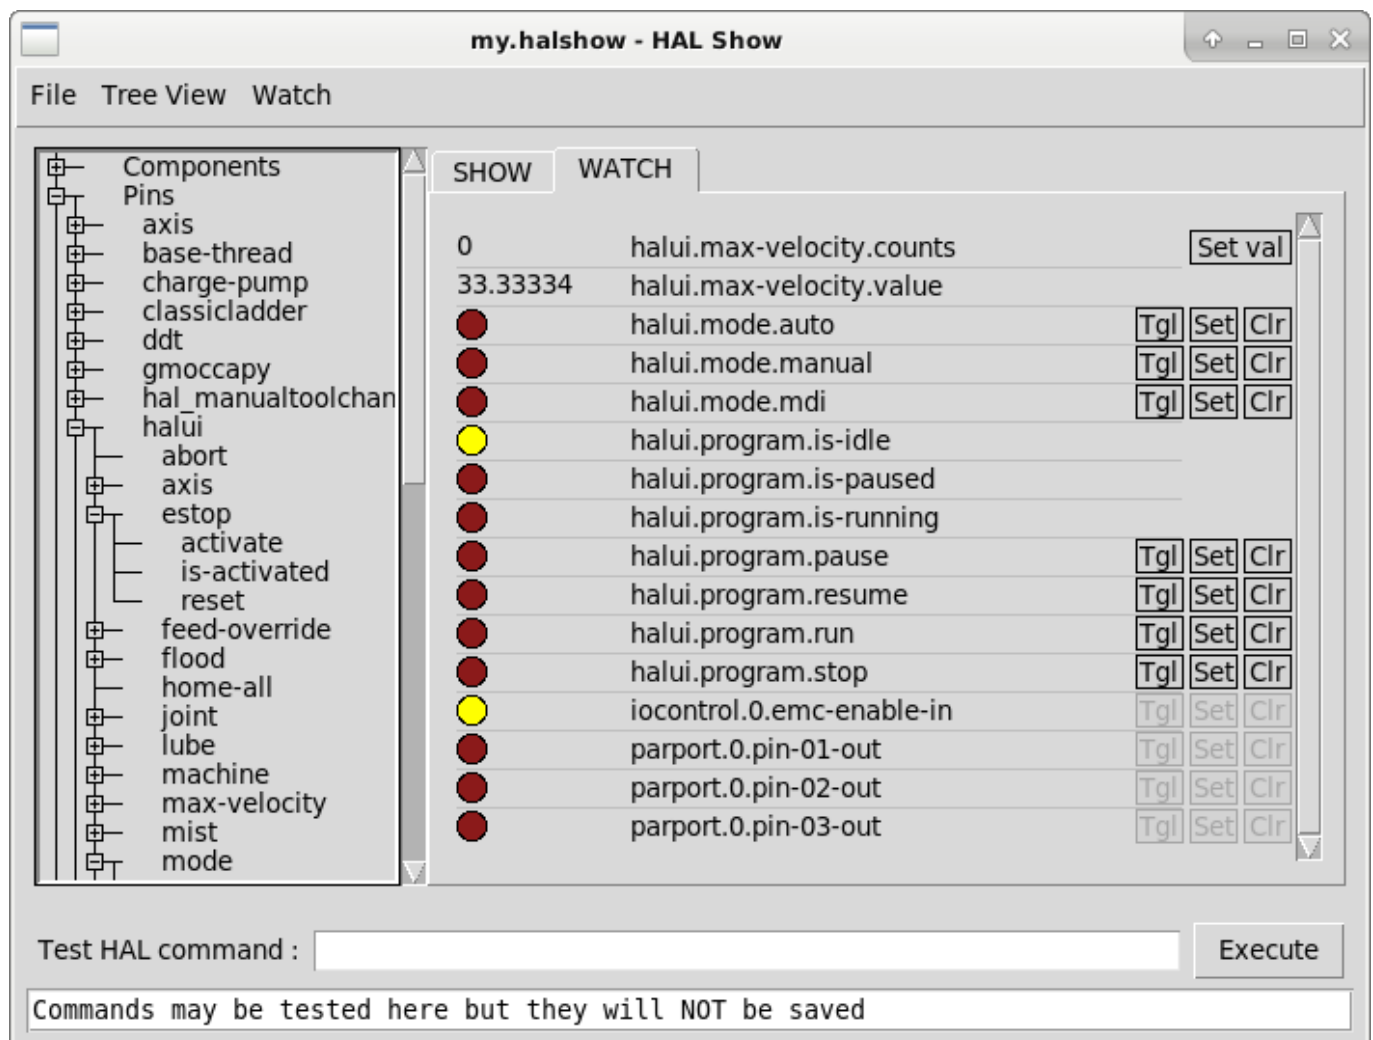 my.halshow - HAL Show
File Tree View Watch
Components
Pins
axis
base-thread
charge-pump
classicladder
ddt
gmoccapy
hal_manualtoolchan
halui
abort
axis
estop
activate
is-activated
reset
feed-override
flood
home-all
joint
lube
machine
max-velocity
mist
mode
SHOW WATCH
0 halui.max-velocity.counts Set val
33.33334 halui.max-velocity.value
halui.mode.auto Tgl Set Clr
halui.mode.manual Tgl Set Clr
halui.mode.mdi Tgl Set Clr
halui.program.is-idle
halui.program.is-paused
halui.program.is-running
halui.program.pause Tgl Set Clr
halui.program.resume Tgl Set Clr
halui.program.run Tgl Set Clr
halui.program.stop Tgl Set Clr
iocontrol.0.emc-enable-in Tgl Set Clr
parport.0.pin-01-out Tgl Set Clr
parport.0.pin-02-out Tgl Set Clr
parport.0.pin-03-out Tgl Set Clr
Test HAL command : Execute
Commands may be tested here but they will NOT be saved